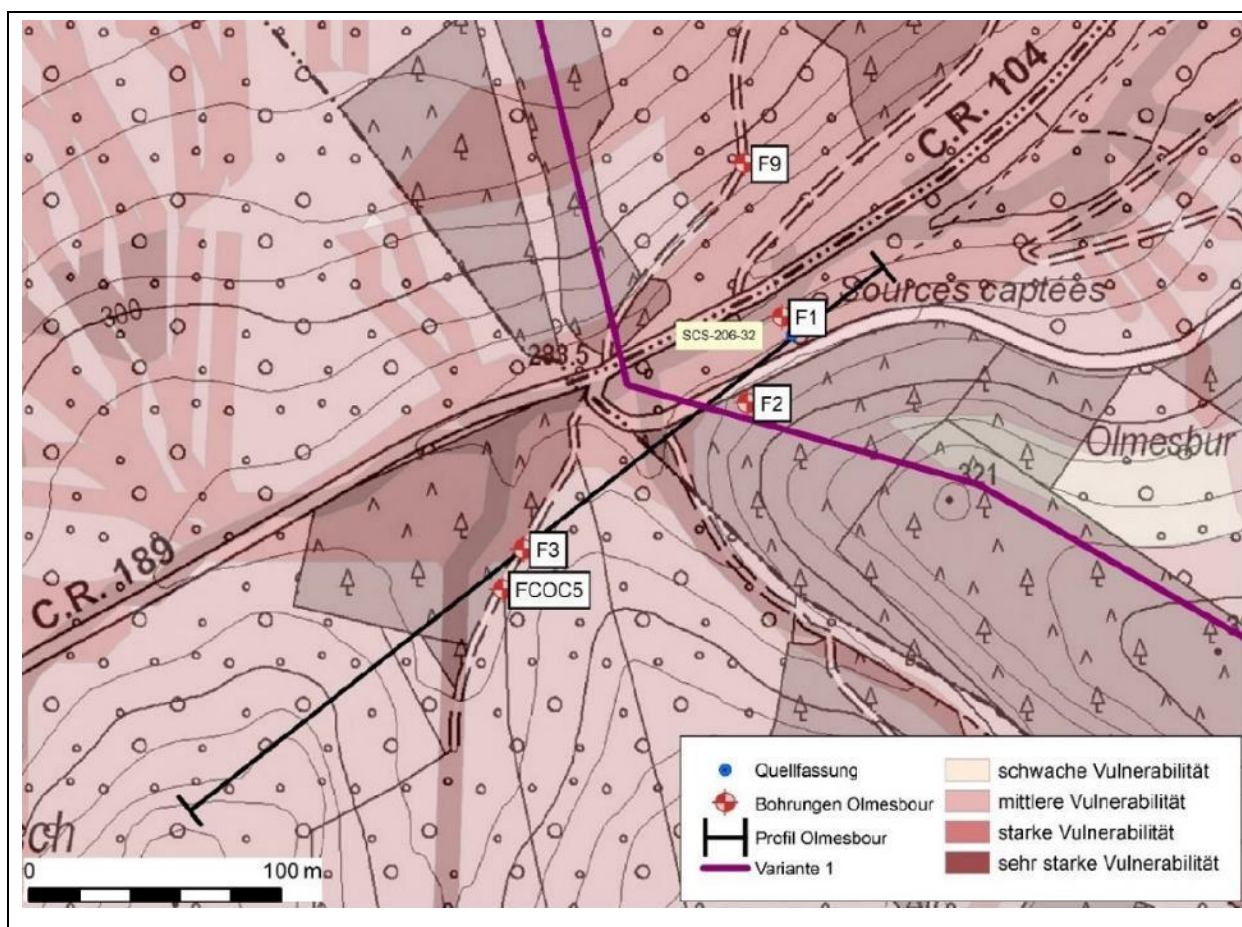 C.R. 104
F9
300
Sources captées
F1
SCS-206-32
283.5
F2
Olmesbur
321
F3
FCOC5
C.R. 189
ech
0
100 m
Quellfassung
Bohrungen Olmesbour
Profil Olmesbour
Variante 1
schwache Vulnerabilität
mittlere Vulnerabilität
starke Vulnerabilität
sehr starke Vulnerabilität